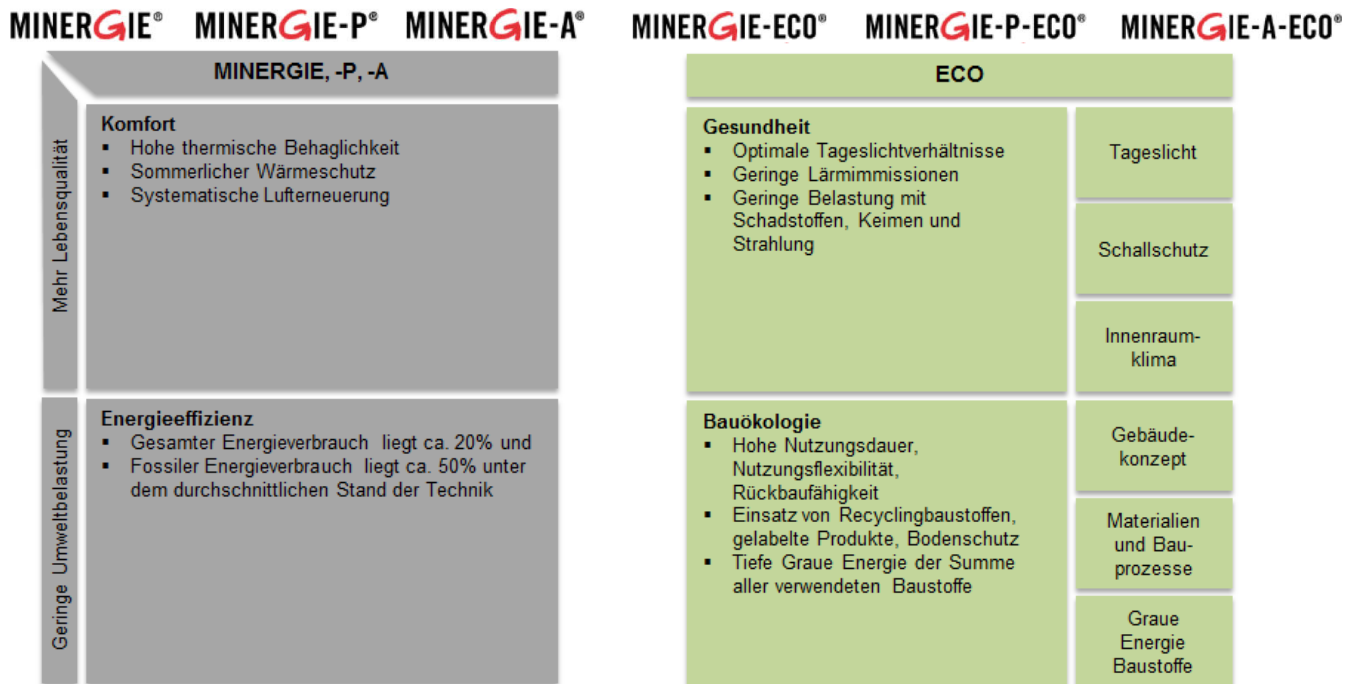 MINERGIE® MINERGIE-P® MINERGIE-A® MINERGIE-ECO® MINERGIE-P-ECO® MINERGIE-A-ECO®
MINERGIE, -P, -A
Mehr Lebensqualität
Komfort
▪ Hohe thermische Behaglichkeit
▪ Sommerlicher Wärmeschutz
▪ Systematische Lufterneuerung
Geringe Umweltbelastung
Energieeffizienz
▪ Gesamter Energieverbrauch liegt ca. 20% und
▪ Fossiler Energieverbrauch liegt ca. 50% unter
dem durchschnittlichen Stand der Technik
ECO
Gesundheit
▪ Optimale Tageslichtverhältnisse
▪ Geringe Lärmimmissionen
▪ Geringe Belastung mit
Schadstoffen, Keimen und
Strahlung
Tageslicht
Schallschutz
Innenraum-
klima
Bauökologie
▪ Hohe Nutzungsdauer,
Nutzungsflexibilität,
Rückbaufähigkeit
▪ Einsatz von Recyclingbaustoffen,
gelabelte Produkte, Bodenschutz
▪ Tiefe Graue Energie der Summe
aller verwendeten Baustoffe
Gebäude-
konzept
Materialien
und Bau-
prozesse
Graue
Energie
Baustoffe